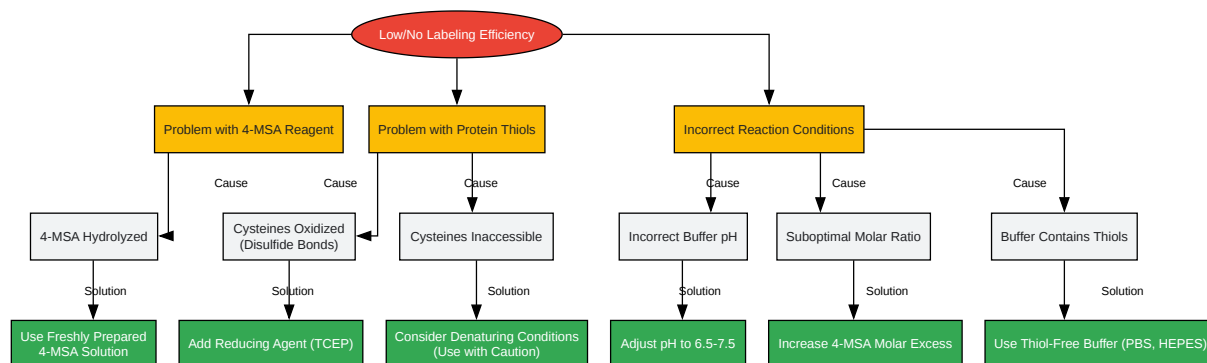 Low/No Labeling Efficiency
Problem with 4-MSA Reagent
Problem with Protein Thiols
Incorrect Reaction Conditions
Cause
Cause
Cause
Cause
Cause
Cause
4-MSA Hydrolyzed
Cysteines Oxidized
(Disulfide Bonds)
Cysteines Inaccessible
Incorrect Buffer pH
Suboptimal Molar Ratio
Buffer Contains Thiols
Solution
Solution
Solution
Solution
Solution
Solution
Use Freshly Prepared
4-MSA Solution
Add Reducing Agent (TCEP)
Consider Denaturing Conditions
(Use with Caution)
Adjust pH to 6.5-7.5
Increase 4-MSA Molar Excess
Use Thiol-Free Buffer (PBS, HEPES)